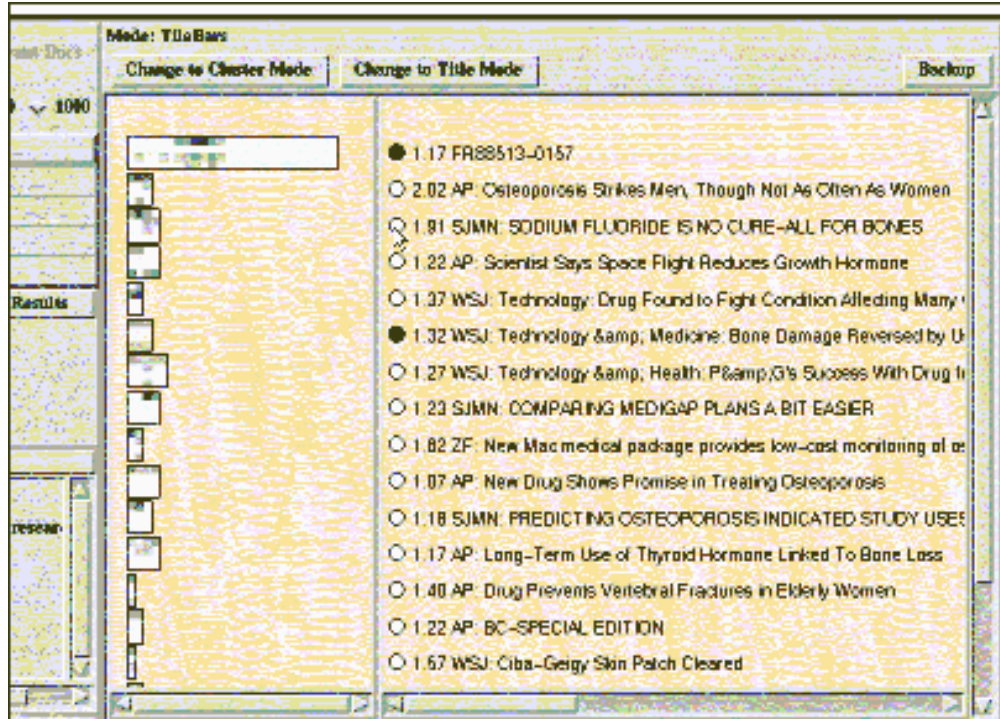 Mode: TileBars
Change to Cluster Mode
Change to Title Mode
Backup
Docs
1000
Results
1.17 FR88513-0157
2.02 AP: Osteoporosis Strikes Men, Though Not As Often As Women
1.91 SJMN: SODIUM FLUORIDE IS NO CURE-ALL FOR BONES
1.22 AP: Scientist Says Space Flight Reduces Growth Hormone
1.37 WSJ: Technology: Drug Found to Fight Condition Affecting Many
1.32 WSJ: Technology &amp; Medicine: Bone Damage Reversed by U
1.27 WSJ: Technology &amp; Health: P&amp;G's Success With Drug
1.23 SJMN: COMPARING MEDIGAP PLANS A BIT EASIER
1.62 ZF: New Mac medical package provides low-cost monitoring of
1.07 AP: New Drug Shows Promise in Treating Osteoporosis
1.18 SJMN: PREDICTING OSTEOPOROSIS INDICATED STUDY USES
1.17 AP: Long-Term Use of Thyroid Hormone Linked To Bone Loss
1.40 AP: Drug Prevents Vertebral Fractures in Elderly Women
1.22 AP: BC-SPECIAL EDITION
1.57 WSJ: Ciba-Geigy Skin Patch Cleared